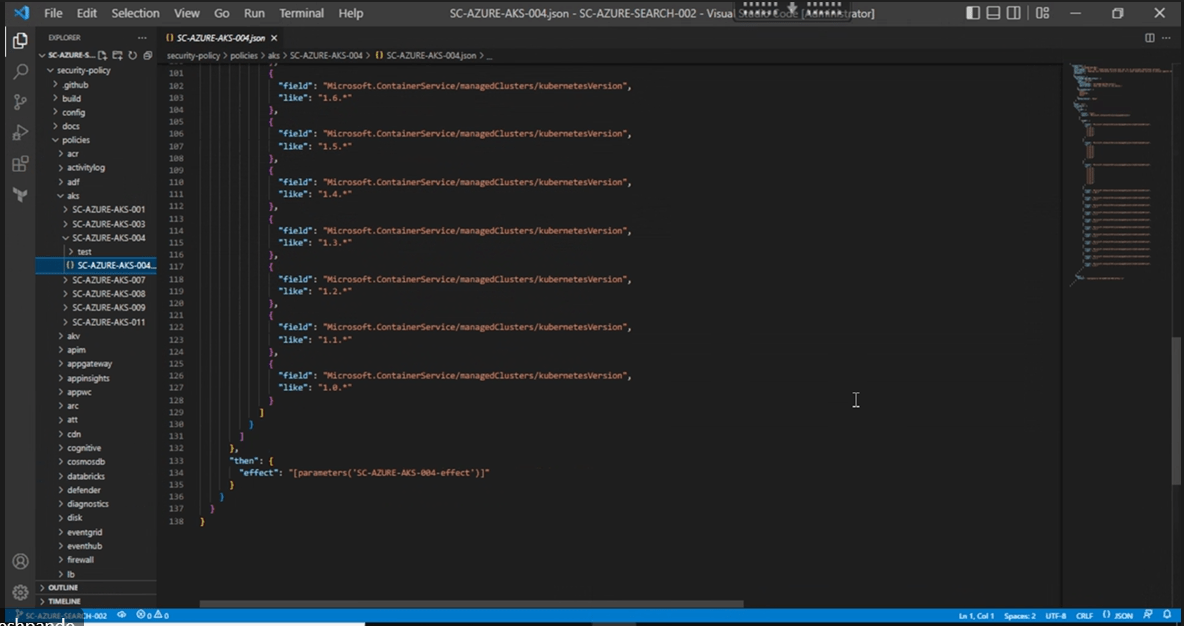 File Edit Selection View Go Run Terminal Help SC-AZURE-AKS-004.json - SC-AZURE-SEARCH-002 - Visual Studio Code [Administrator]
EXPLORER ... {} SC-AZURE-AKS-004.json ×
SC-AZURE-S... security-policy > policies > aks > SC-AZURE-AKS-004 > {} SC-AZURE-AKS-004.json > ...
security-policy
.github
build
config
docs
policies
acr
activitylog
adf
aks
SC-AZURE-AKS-001
SC-AZURE-AKS-003
SC-AZURE-AKS-004
test
{} SC-AZURE-AKS-004...
SC-AZURE-AKS-007
SC-AZURE-AKS-008
SC-AZURE-AKS-009
SC-AZURE-AKS-011
akv
apim
appgateway
appinsights
appwc
arc
att
cdn
cognitive
cosmosdb
databricks
defender
diagnostics
disk
eventgrid
eventhub
firewall
lb
OUTLINE
TIMELINE
101 {
102 "field": "Microsoft.ContainerService/managedClusters/kubernetesVersion",
103 "like": "1.6.*"
104 },
105 {
106 "field": "Microsoft.ContainerService/managedClusters/kubernetesVersion",
107 "like": "1.5.*"
108 },
109 {
110 "field": "Microsoft.ContainerService/managedClusters/kubernetesVersion",
111 "like": "1.4.*"
112 },
113 {
114 "field": "Microsoft.ContainerService/managedClusters/kubernetesVersion",
115 "like": "1.3.*"
116 },
117 {
118 "field": "Microsoft.ContainerService/managedClusters/kubernetesVersion",
119 "like": "1.2.*"
120 },
121 {
122 "field": "Microsoft.ContainerService/managedClusters/kubernetesVersion",
123 "like": "1.1.*"
124 },
125 {
126 "field": "Microsoft.ContainerService/managedClusters/kubernetesVersion",
127 "like": "1.0.*"
128 }
129 ]
130 }
131 ]
132 },
133 "then": {
134 "effect": "[parameters('SC-AZURE-AKS-004-effect')]"
135 }
136 }
137 }
138 }
SC-AZURE-SEARCH-002 0 0 Ln 1, Col 1 Spaces: 2 UTF-8 CRLF {} JSON